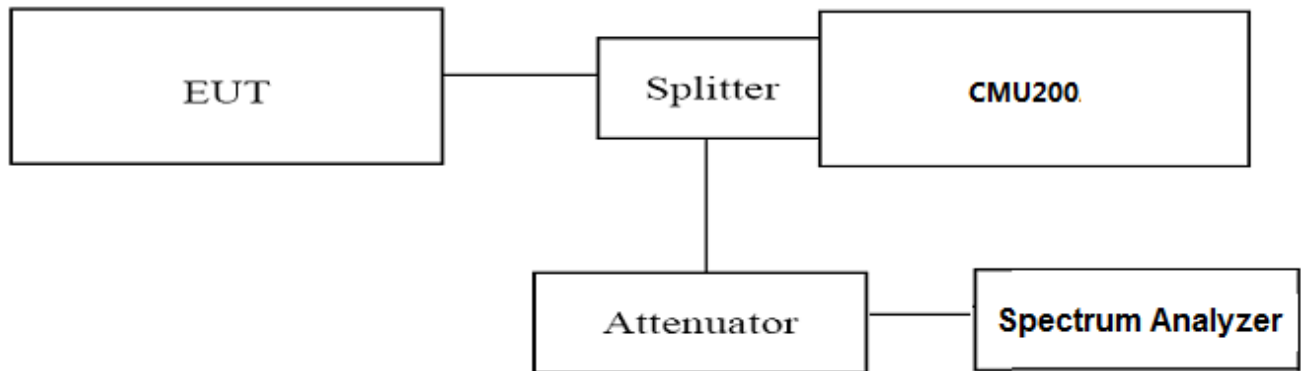 EUT
Splitter
CMU200
Attenuator
Spectrum Analyzer